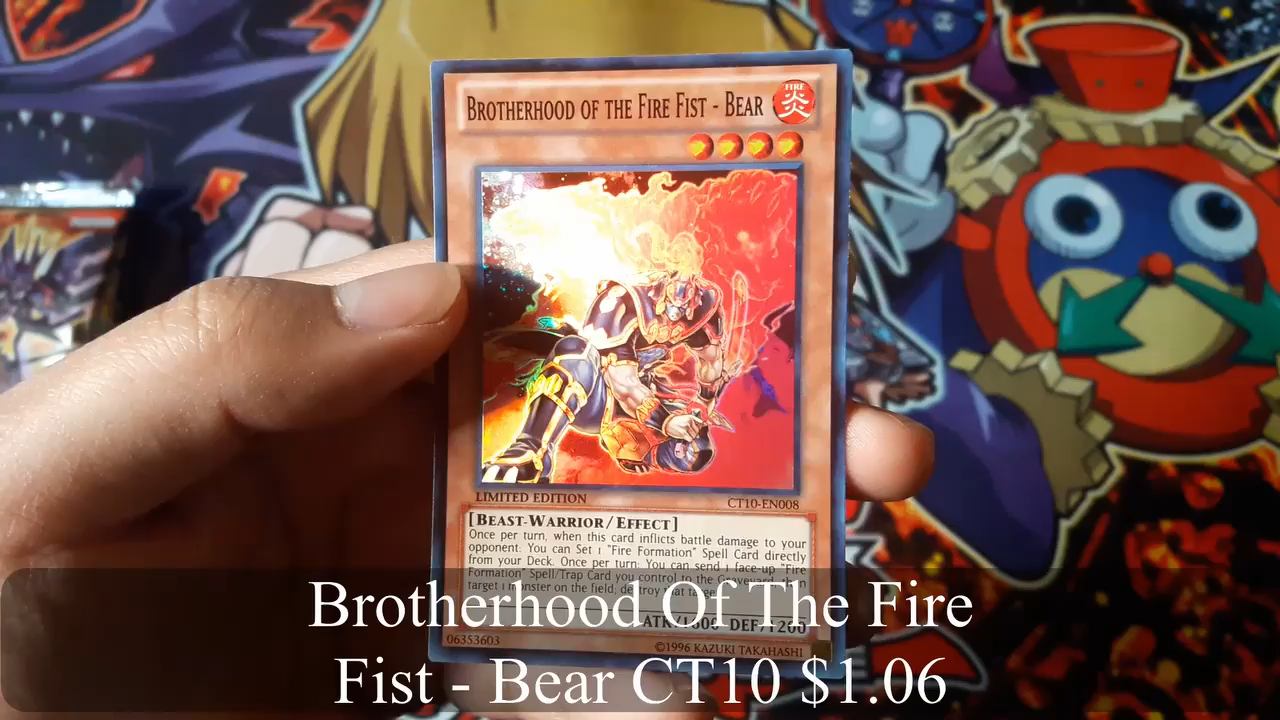 BROTHERHOOD OF THE FIRE FIST - BEAR
FIRE
炎
LIMITED EDITION
CT10-EN008
[BEAST-WARRIOR/EFFECT]
Once per turn, when this card inflicts battle damage to your
opponent: You can Set 1 "Fire Formation" Spell Card directly
from your Deck. Once per turn: You can send 1 face-up "Fire
Formation" Spell/Trap Card you control to the Graveyard, then
target 1 monster on the field; destroy that target.
ATK/1600 DEF/1200
06353603
©1996 KAZUKI TAKAHASHI
Brotherhood Of The Fire
Fist - Bear CT10 $1.06